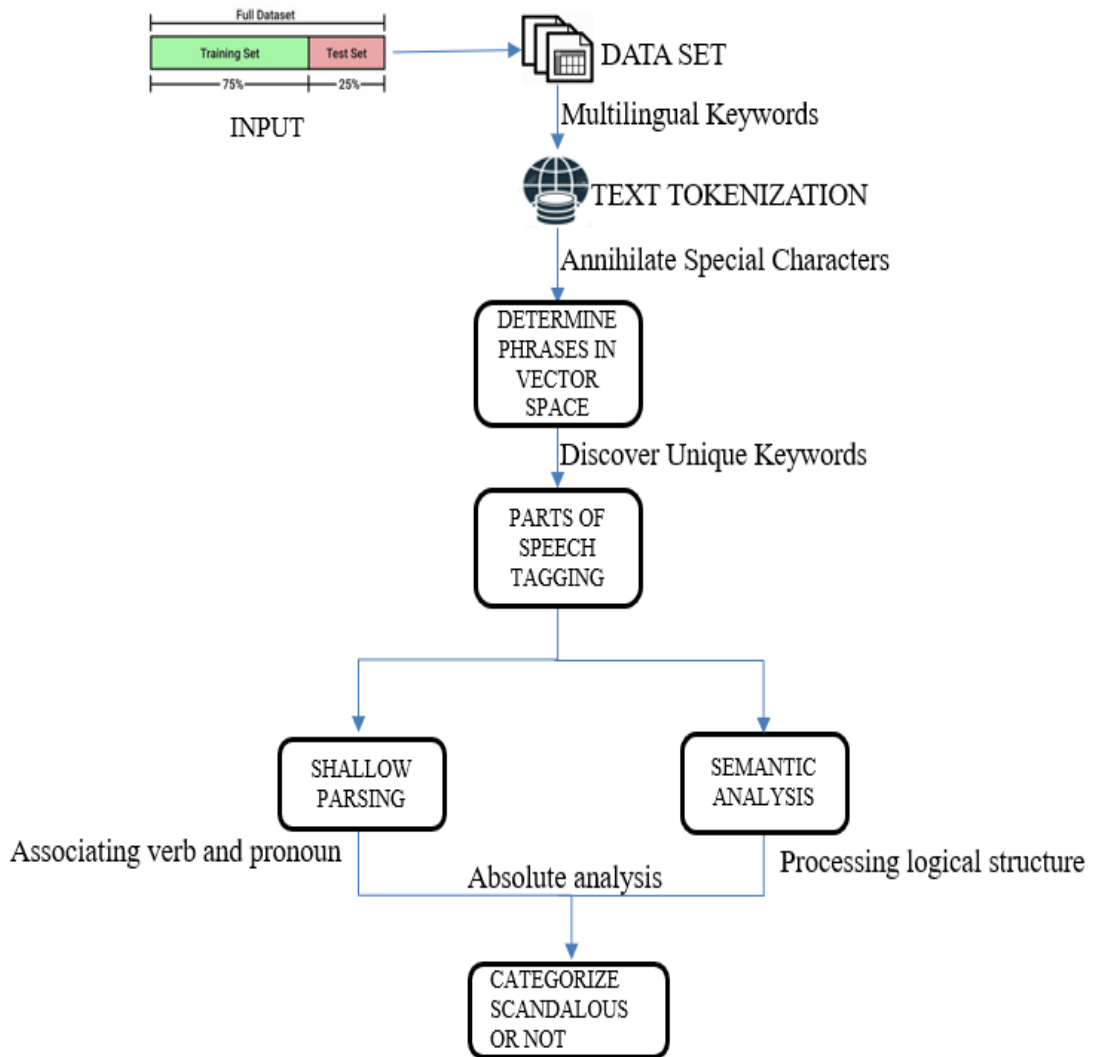 Full Dataset
Training Set
Test Set
75%
25%
INPUT
DATA SET
Multilingual Keywords
TEXT TOKENIZATION
Annihilate Special Characters
DETERMINE
PHRASES IN
VECTOR
SPACE
Discover Unique Keywords
PARTS OF
SPEECH
TAGGING
SHALLOW
PARSING
SEMANTIC
ANALYSIS
Associating verb and pronoun
Absolute analysis
Processing logical structure
CATEGORIZE
SCANDALOUS
OR NOT